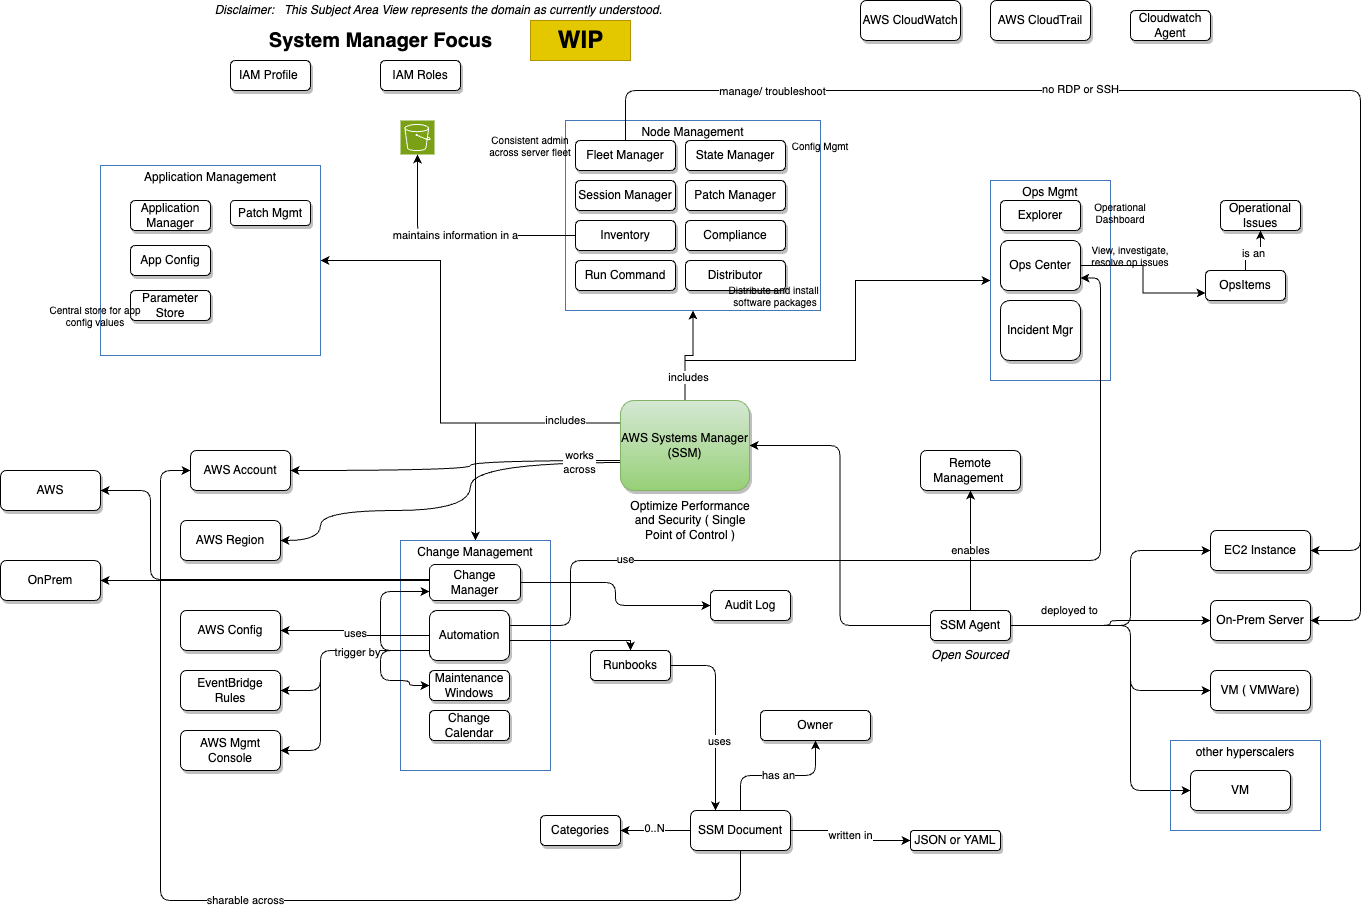 Disclaimer: This Subject Area View represents the domain as currently understood.
System Manager Focus
WIP
AWS CloudWatch
AWS CloudTrail
Cloudwatch
Agent
IAM Profile
IAM Roles
manage/ troubleshoot
no RDP or SSH
Node Management
Consistent admin
across server fleet
Fleet Manager
State Manager
Config Mgmt
Session Manager
Patch Manager
Inventory
Compliance
Run Command
Distributor
Distribute and install
software packages
maintains information in a
Application Management
Application
Manager
Patch Mgmt
App Config
Parameter
Store
Central store for app
config values
Ops Mgmt
Explorer
Operational
Dashboard
Ops Center
View, investigate,
resolve op issues
Incident Mgr
Operational
Issues
is an
OpsItems
includes
includes
AWS Systems Manager
(SSM)
works
across
Optimize Performance
and Security ( Single
Point of Control )
AWS Account
AWS
AWS Region
OnPrem
Remote
Management
enables
SSM Agent
Open Sourced
deployed to
EC2 Instance
On-Prem Server
VM ( VMWare)
other hyperscalers
VM
Change Management
Change
Manager
use
Audit Log
Automation
uses
trigger by
AWS Config
EventBridge
Rules
AWS Mgmt
Console
Maintenance
Windows
Change
Calendar
Runbooks
uses
Owner
has an
Categories
0..N
SSM Document
written in
JSON or YAML
sharable across